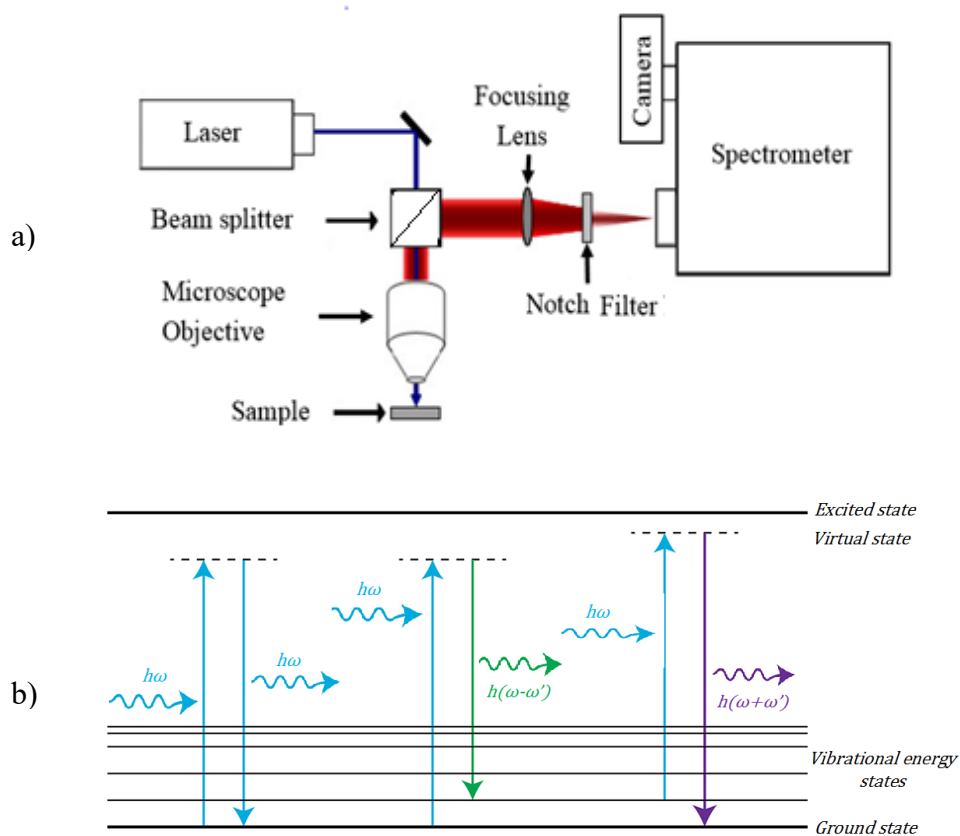 a)
Laser
Focusing
Lens
Camera
Spectrometer
Beam splitter
Notch Filter
Microscope
Objective
Sample
b)
Excited state
Virtual state
hω
hω
hω
hω
h(ω-ω')
h(ω+ω')
Vibrational energy
states
Ground state